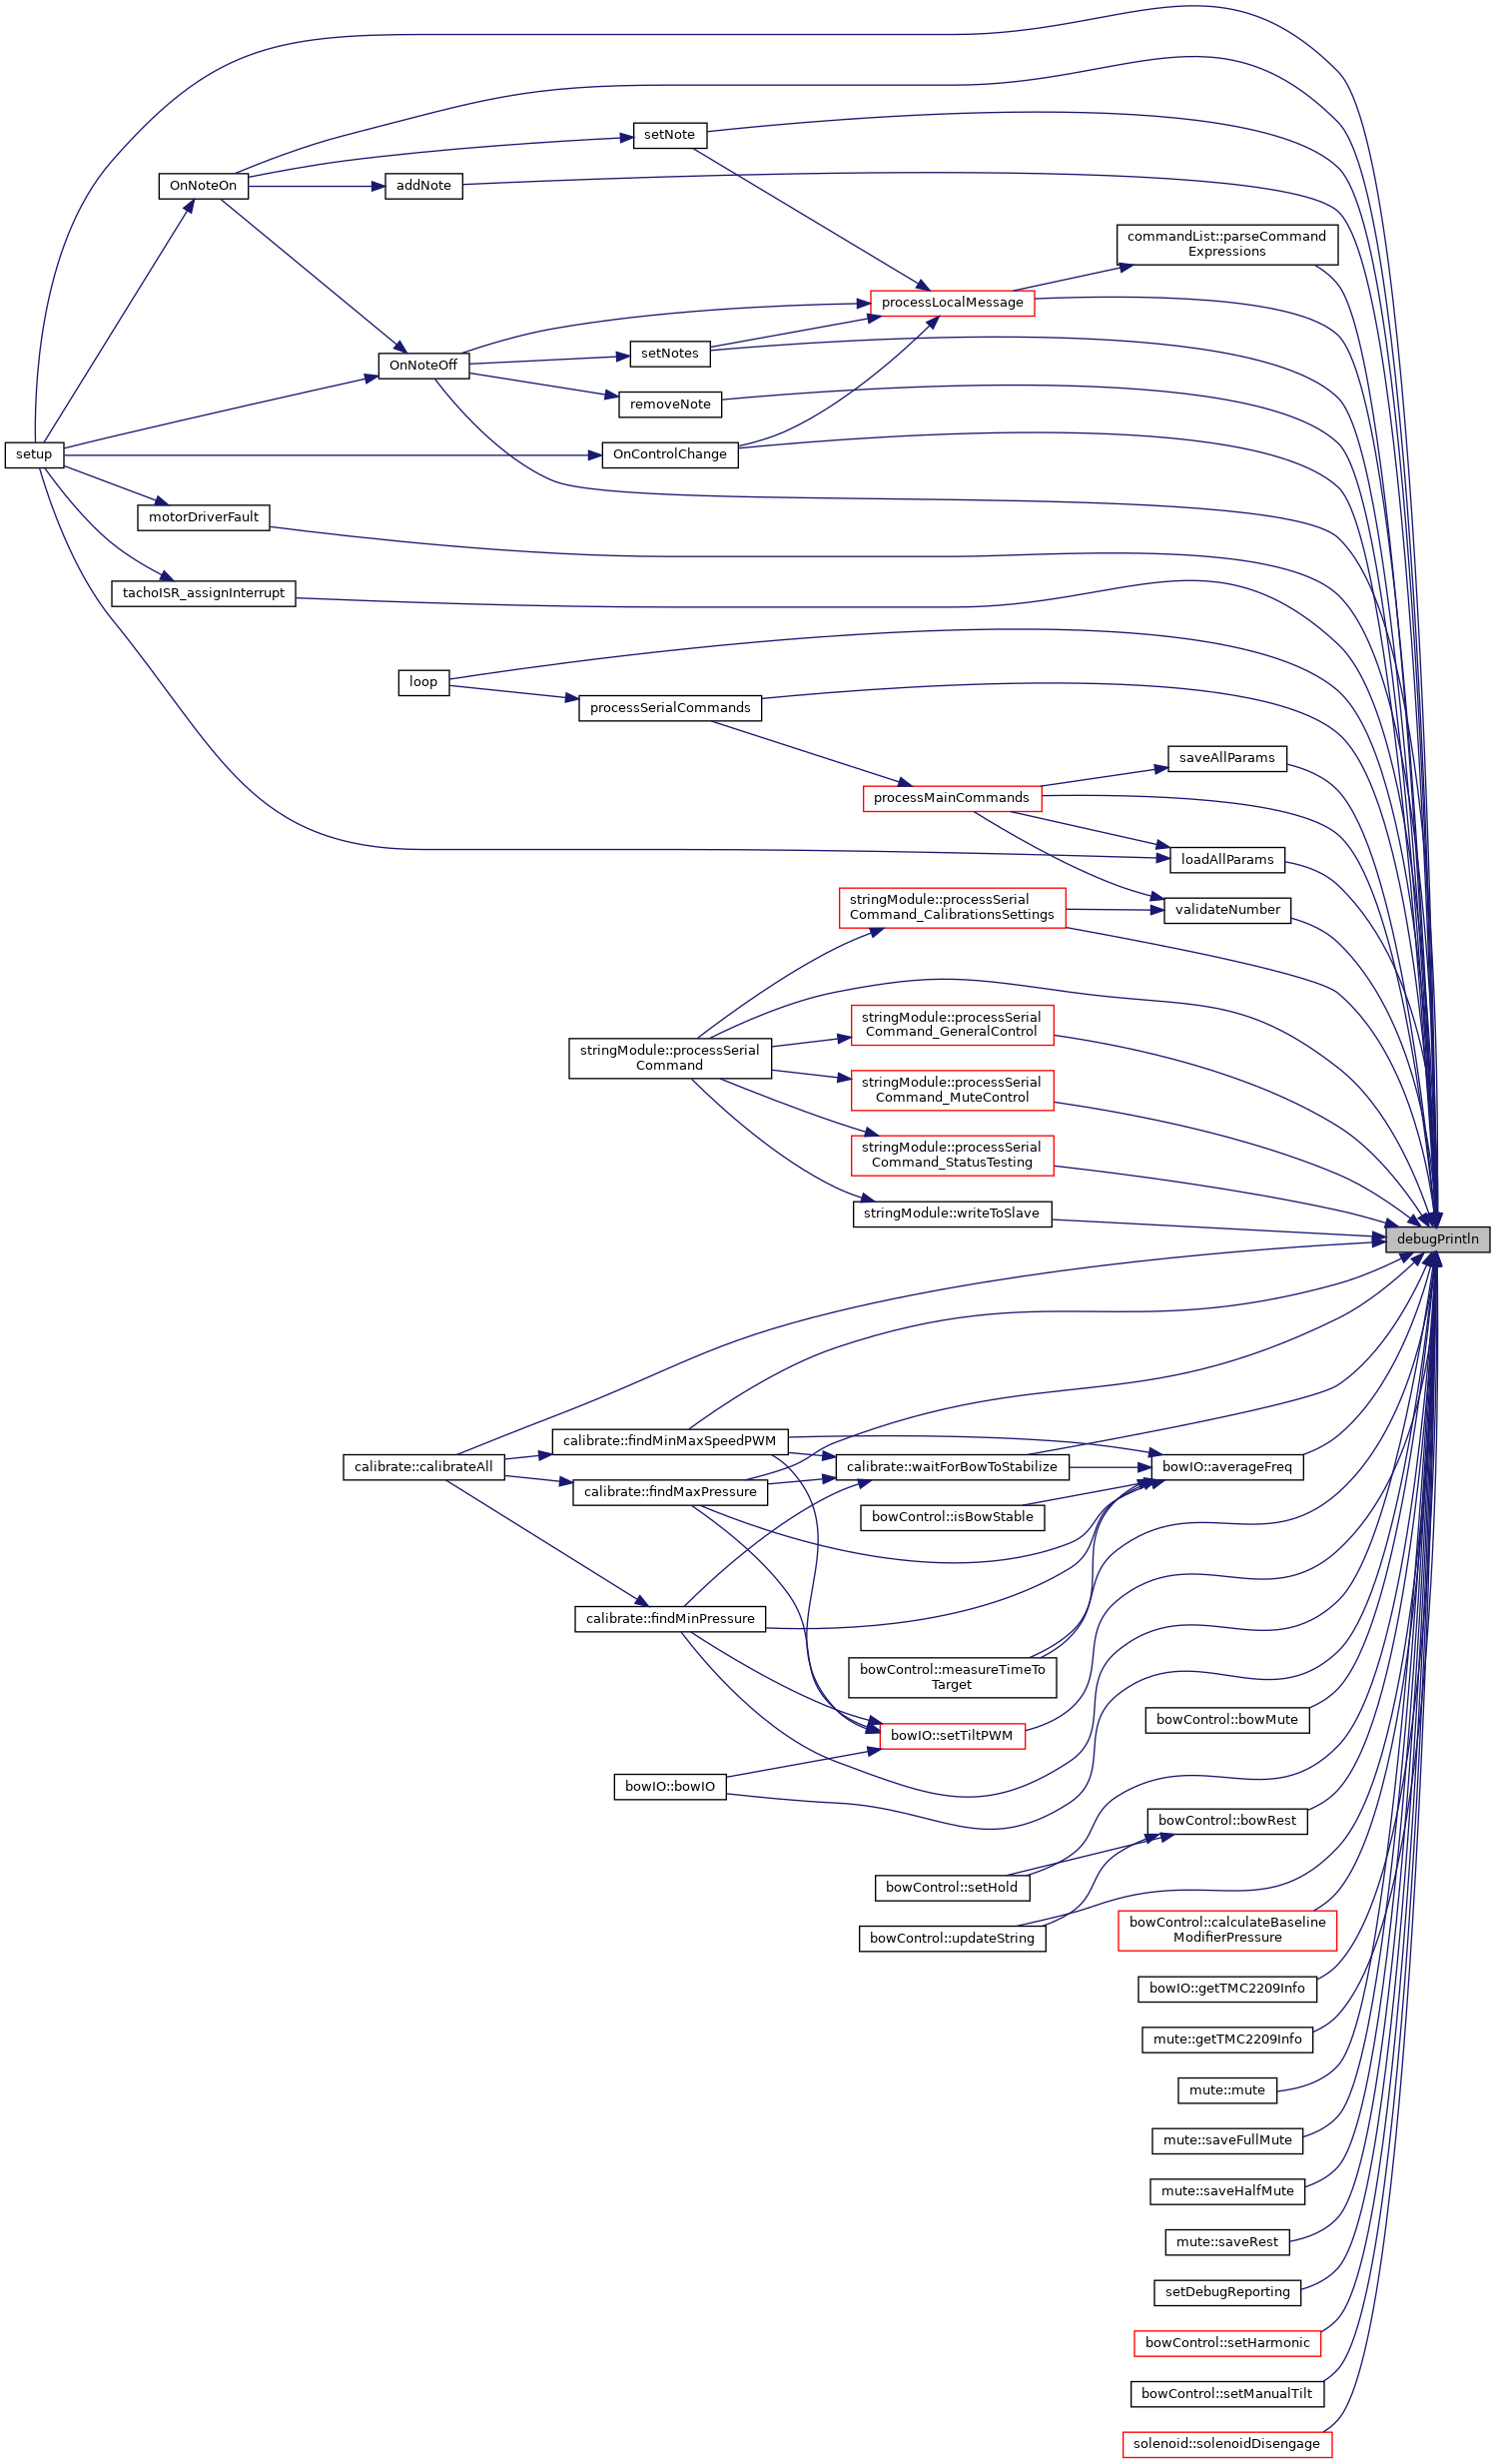 setNote
OnNoteOn
addNote
commandList::parseCommand
Expressions
processLocalMessage
setNotes
OnNoteOff
removeNote
setup
OnControlChange
motorDriverFault
tachoISR_assignInterrupt
loop
processSerialCommands
saveAllParams
processMainCommands
loadAllParams
stringModule::processSerial
Command_CalibrationsSettings
validateNumber
stringModule::processSerial
Command_GeneralControl
stringModule::processSerial
Command
stringModule::processSerial
Command_MuteControl
stringModule::processSerial
Command_StatusTesting
stringModule::writeToSlave
debugPrintln
calibrate::findMinMaxSpeedPWM
calibrate::calibrateAll
calibrate::waitForBowToStabilize
bowIO::averageFreq
calibrate::findMaxPressure
bowControl::isBowStable
calibrate::findMinPressure
bowControl::measureTimeTo
Target
bowControl::bowMute
bowIO::setTiltPWM
bowIO::bowIO
bowControl::bowRest
bowControl::setHold
bowControl::calculateBaseline
ModifierPressure
bowControl::updateString
bowIO::getTMC2209Info
mute::getTMC2209Info
mute::mute
mute::saveFullMute
mute::saveHalfMute
mute::saveRest
setDebugReporting
bowControl::setHarmonic
bowControl::setManualTilt
solenoid::solenoidDisengage